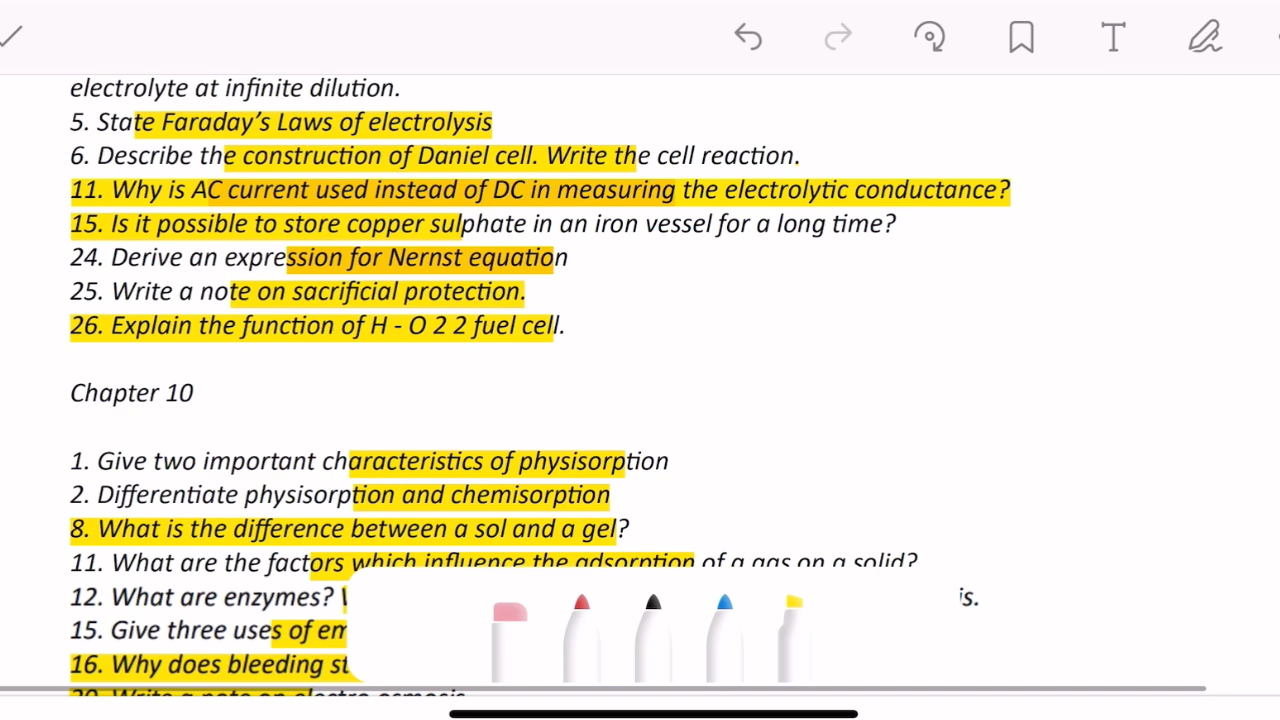 electrolyte at infinite dilution.
5. State Faraday's Laws of electrolysis
6. Describe the construction of Daniel cell. Write the cell reaction.
11. Why is AC current used instead of DC in measuring the electrolytic conductance?
15. Is it possible to store copper sulphate in an iron vessel for a long time?
24. Derive an expression for Nernst equation
25. Write a note on sacrificial protection.
26. Explain the function of H - O 2 2 fuel cell.
Chapter 10
1. Give two important characteristics of physisorption
2. Differentiate physisorption and chemisorption
8. What is the difference between a sol and a gel?
11. What are the factors which influence the adsorption of a gas on a solid?
12. What are enzymes?
15. Give three uses of
16. Why does bleeding
20. Write a note on electro osmosis
T